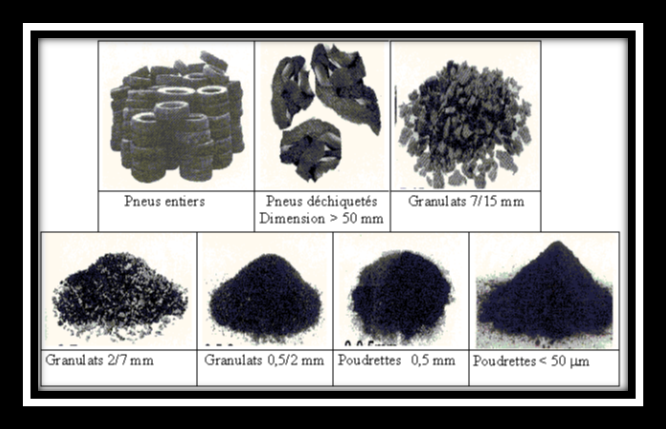 Pneus entiers
Pneus déchiquetés
Dimension > 50 mm
Granulats 7/15 mm
Granulats 2/7 mm
Granulats 0,5/2 mm
Poudrettes 0,5 mm
Poudrettes < 50 µm